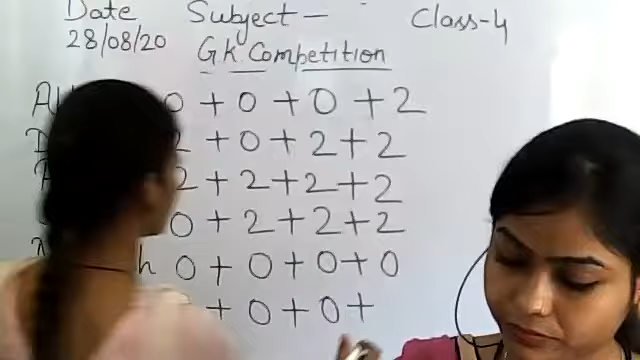 Date Subject - Class-4
28/08/20 G.K. Competition
0 + 0 + 0 + 2
2 + 0 + 2 + 2
2 + 2 + 2 + 2
0 + 2 + 2 + 2
h 0 + 0 + 0 + 0
+ 0 + 0 +